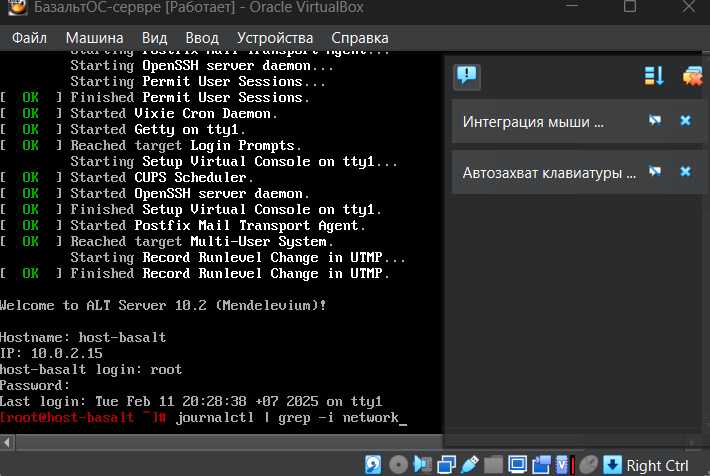 БазальтОС-сервре [Работает] - Oracle VirtualBox
Файл Машина Вид Ввод Устройства Справка
Starting Postfix Mail Transport Agent...
Starting OpenSSH server daemon...
Starting Permit User Sessions...
[  OK  ] Finished Permit User Sessions.
[  OK  ] Started Vixie Cron Daemon.
[  OK  ] Started Getty on tty1.
[  OK  ] Reached target Login Prompts.
Starting Setup Virtual Console on tty1...
[  OK  ] Started CUPS Scheduler.
[  OK  ] Started OpenSSH server daemon.
[  OK  ] Finished Setup Virtual Console on tty1.
[  OK  ] Started Postfix Mail Transport Agent.
[  OK  ] Reached target Multi-User System.
Starting Record Runlevel Change in UTMP...
[  OK  ] Finished Record Runlevel Change in UTMP.
Welcome to ALT Server 10.2 (Mendelevium)!
Hostname: host-basalt
IP: 10.0.2.15
host-basalt login: root
Password:
Last login: Tue Feb 11 20:28:38 +07 2025 on tty1
[root@host-basalt ~]# journalctl | grep -i network_
Интеграция мыши ...
Автозахват клавиатуры ...
Right Ctrl